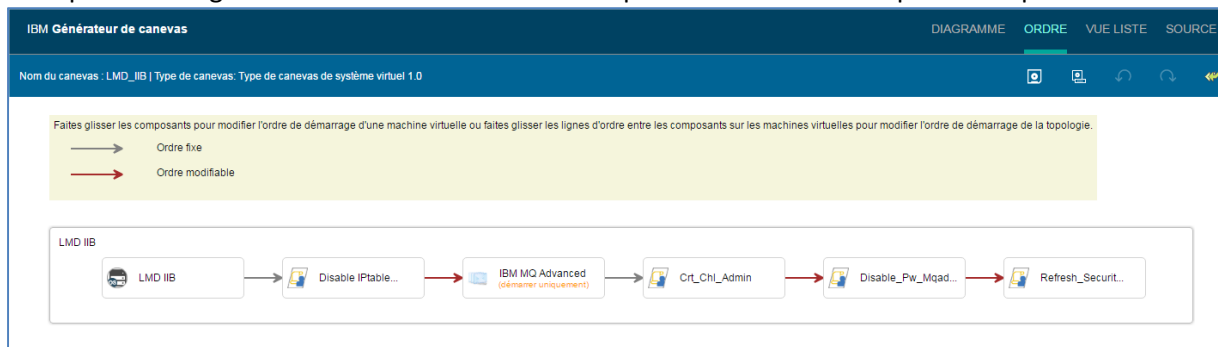 IBM Générateur de canevas
DIAGRAMME ORDRE VUE LISTE SOURCE
Nom du canevas : LMD_IIB | Type de canevas: Type de canevas de système virtuel 1.0
Faites glisser les composants pour modifier l'ordre de démarrage d'une machine virtuelle ou faites glisser les lignes d'ordre entre les composants sur les machines virtuelles pour modifier l'ordre de démarrage de la topologie.
Ordre fixe
Ordre modifiable
LMD IIB
LMD IIB
Disable IPtable...
IBM MQ Advanced
(démarrer uniquement)
Crt_Chl_Admin
Disable_Pw_Mqad...
Refresh_Securit...